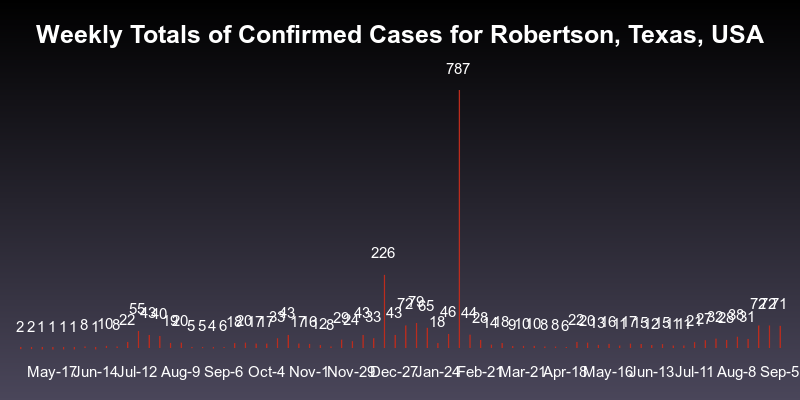 Weekly Totals of Confirmed Cases for Robertson, Texas, USA
787
226
2 2 1 1 1 1 8 1 10 8 22 55 43 40 19 20 5 5 4 6 18 20 17 17 33 43 17 16 12 8 29 24 43 33 43 72 79 65 18 46 44 28 14 18 9 10 10 8 8 6 22 20 13 16 11 17 15 12 15 11 11 21 27 32 28 38 31 72 72 71
May-17 Jun-14 Jul-12 Aug-9 Sep-6 Oct-4 Nov-1 Nov-29 Dec-27 Jan-24 Feb-21 Mar-21 Apr-18 May-16 Jun-13 Jul-11 Aug-8 Sep-5